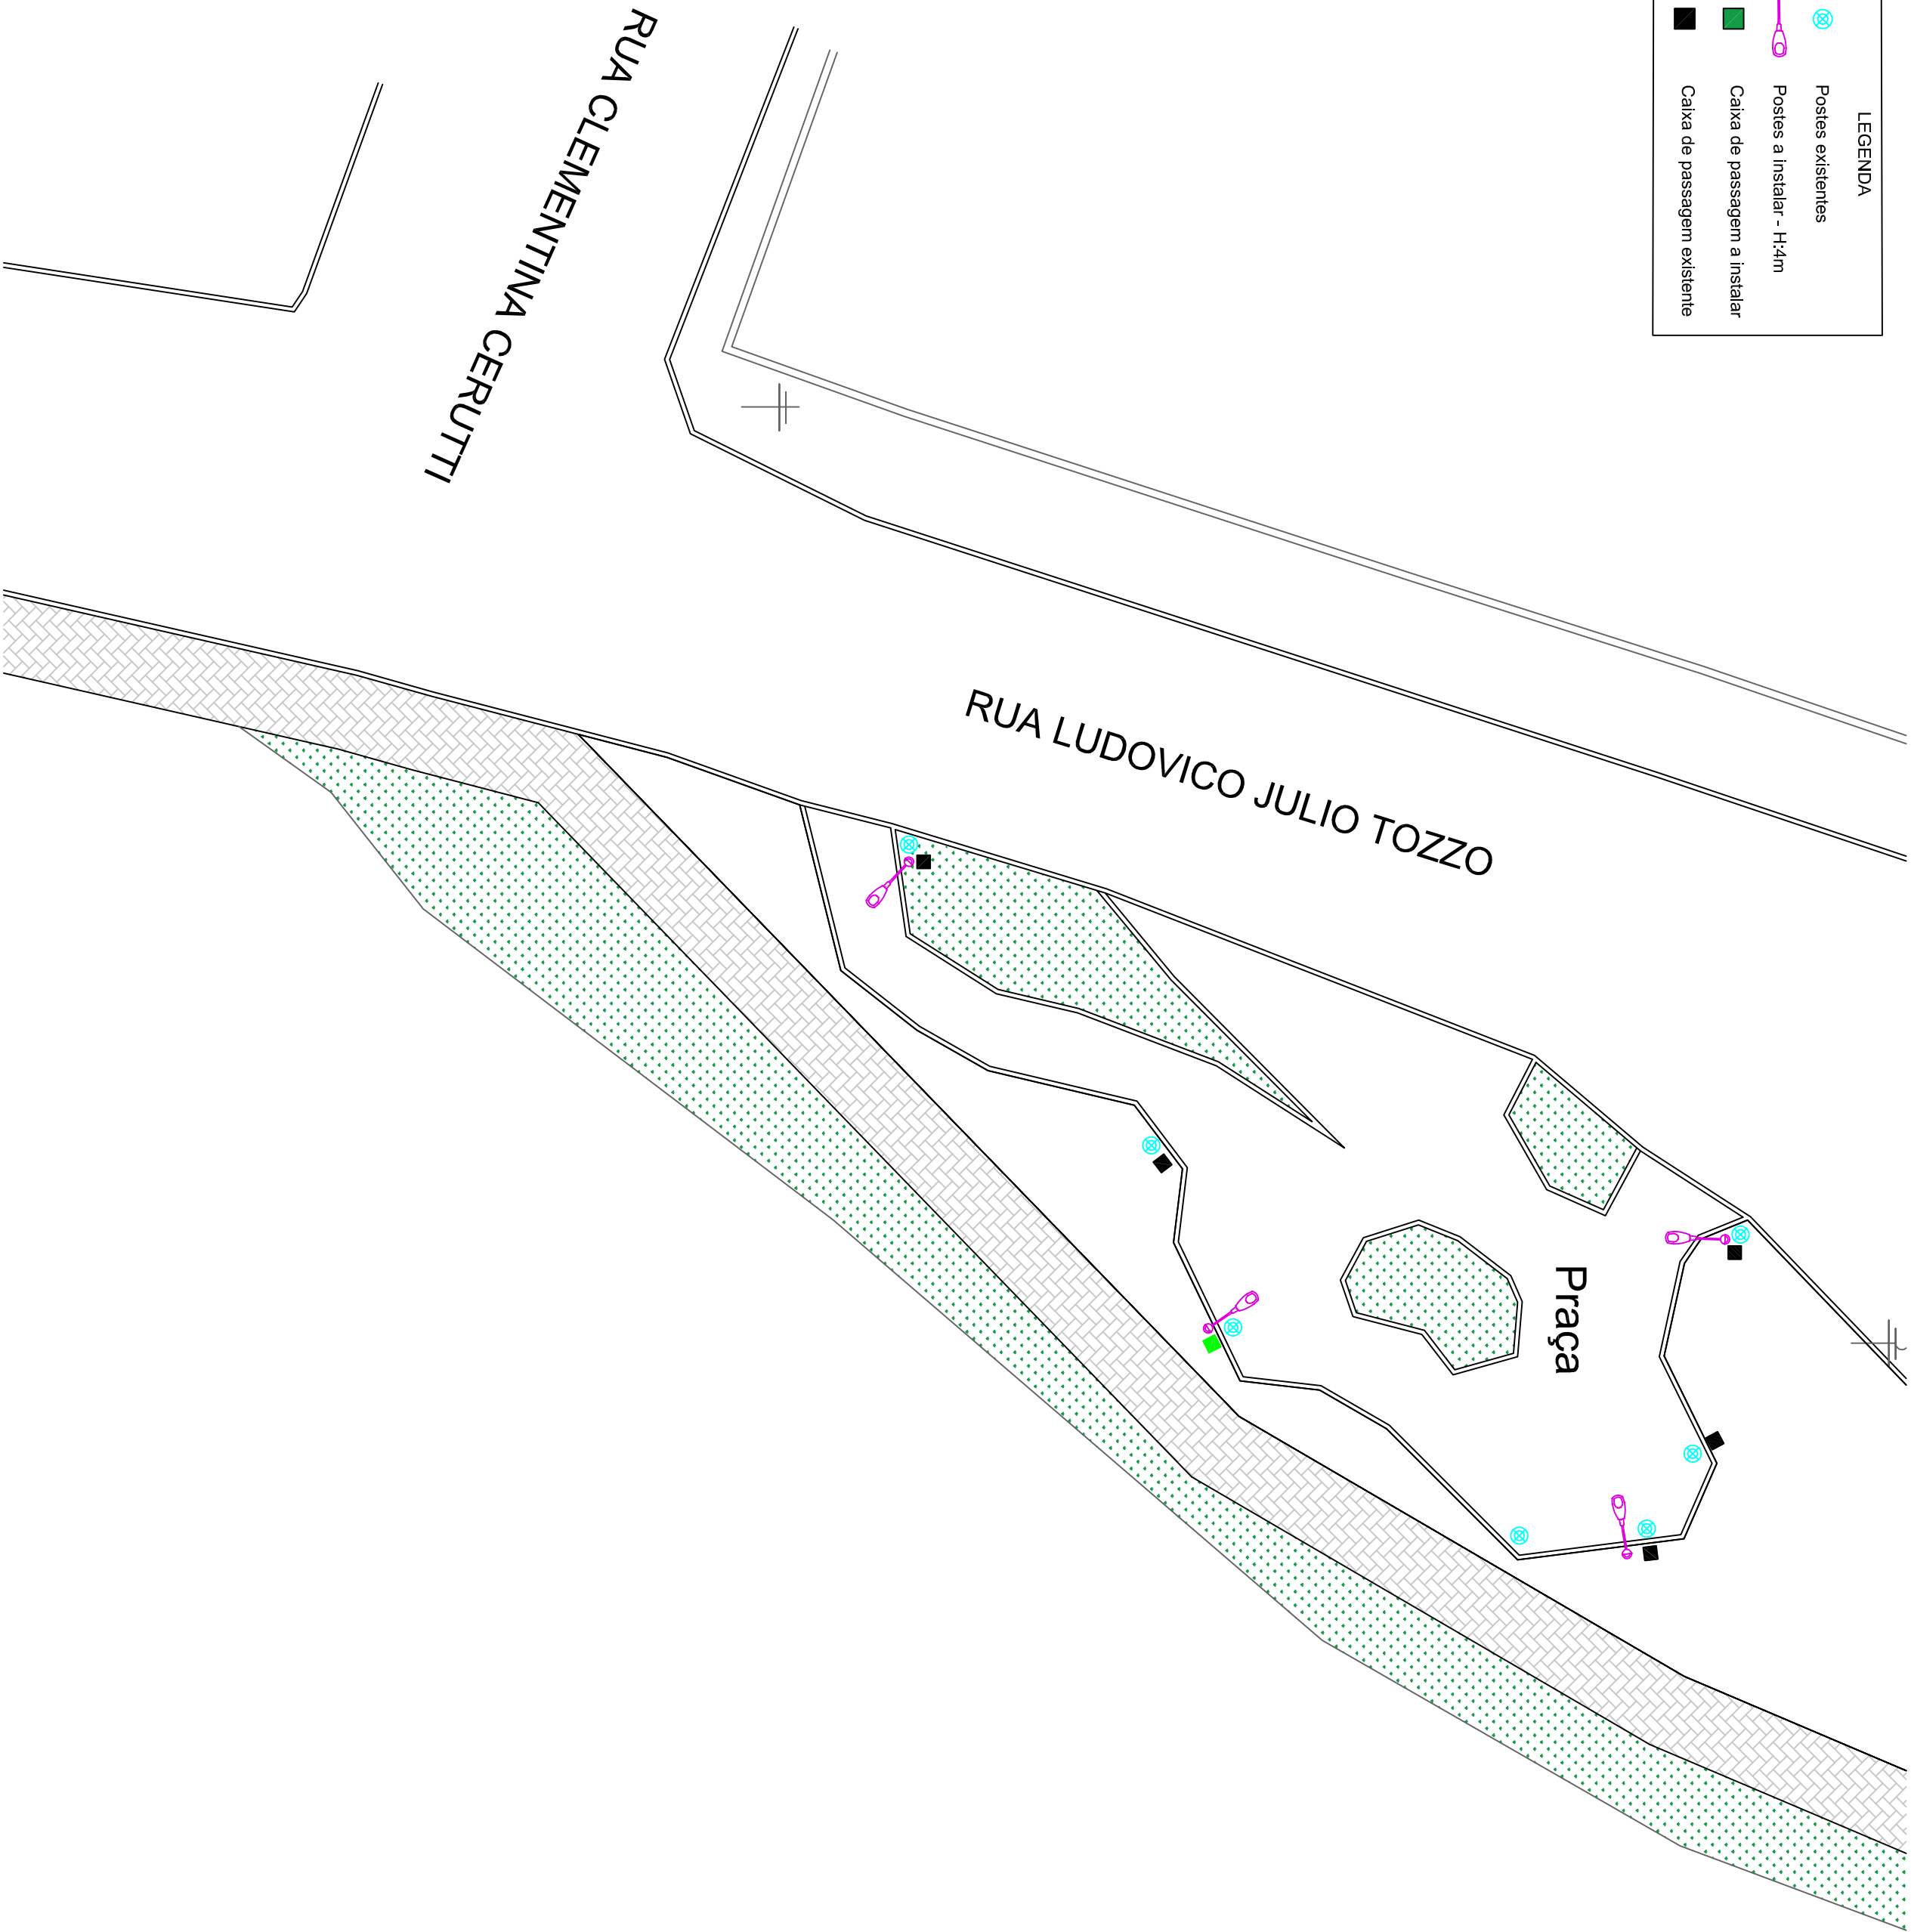 LEGENDA
Postes existentes
Postes a instalar - H:4m
Caixa de passagem a instalar
Caixa de passagem existente
RUA CLEMENTINA CERUTTI
RUA LUDOVICO JULIO TOZZO
Praça